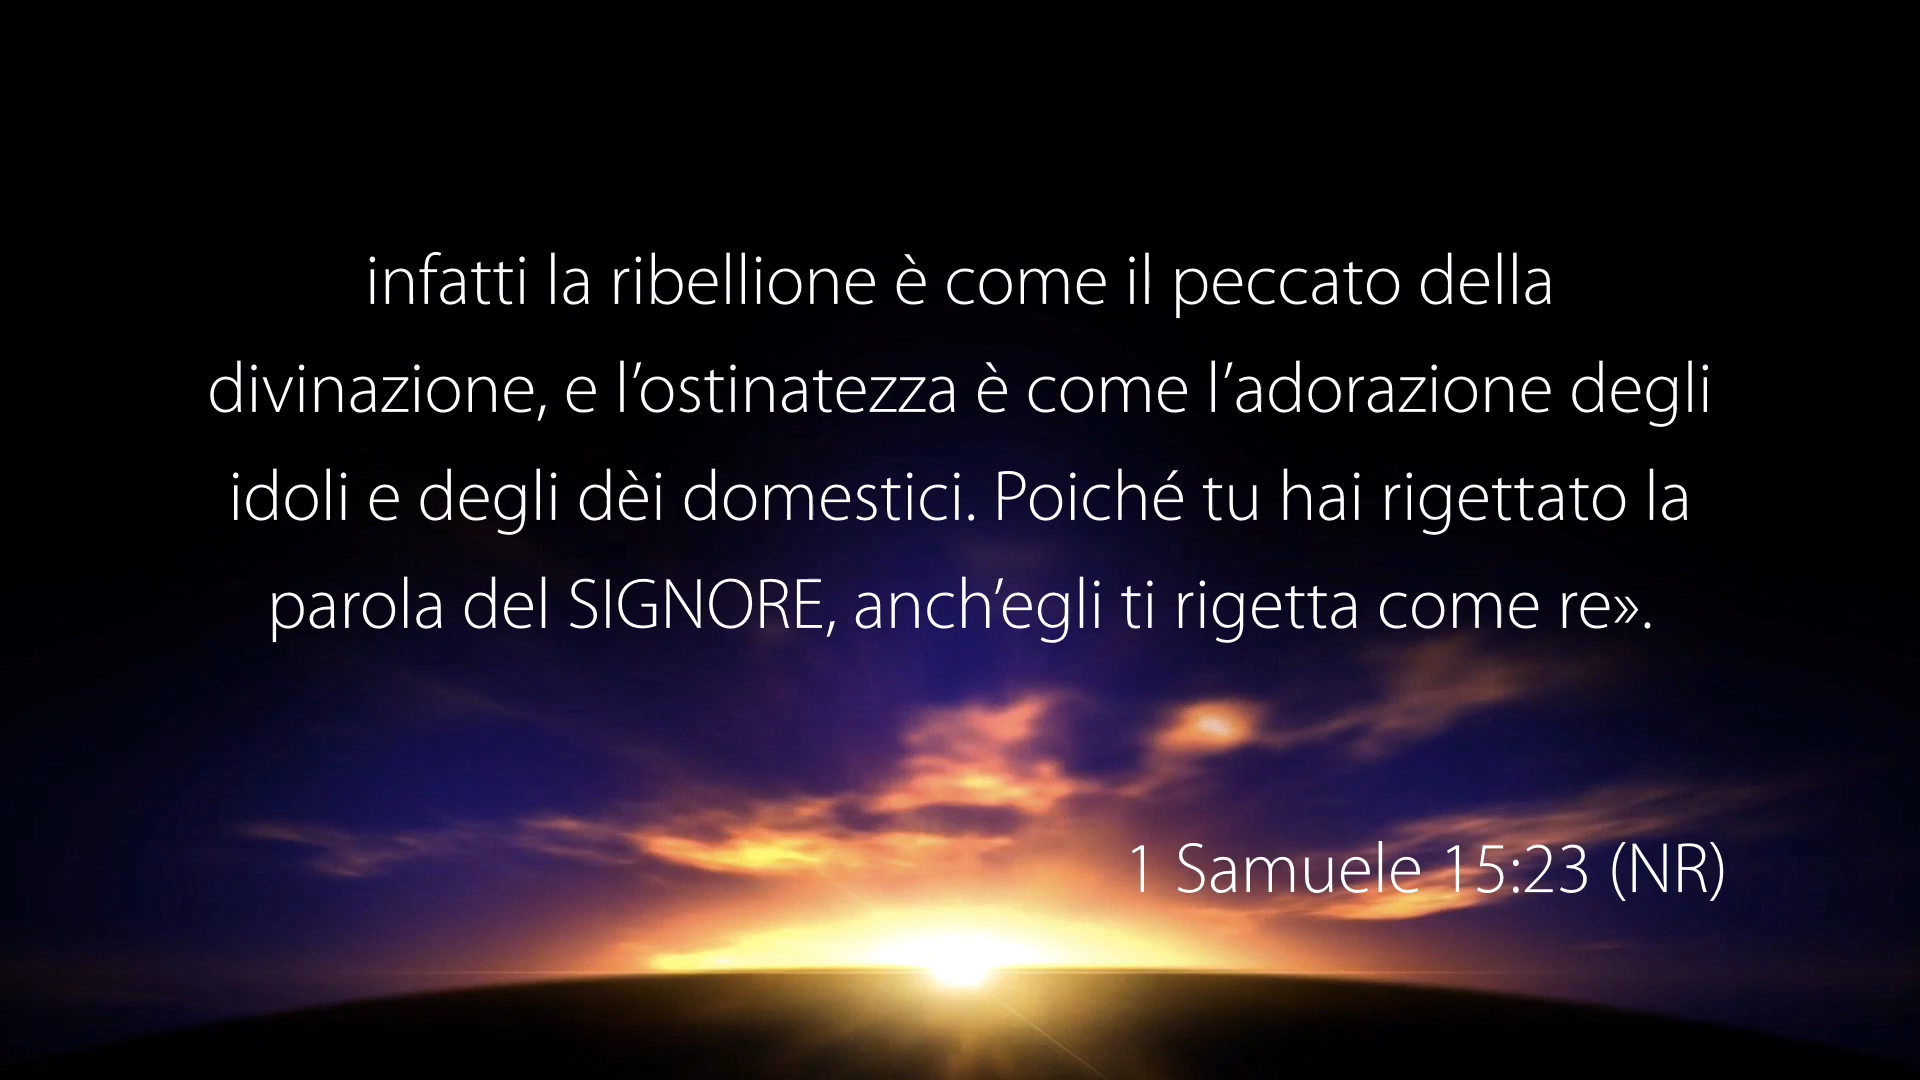 infatti la ribellione è come il peccato della
divinazione, e l’ostinatezza è come l’adorazione degli
idoli e degli dèi domestici. Poiché tu hai rigettato la
parola del SIGNORE, anch’egli ti rigetta come re».
1 Samuele 15:23 (NR)